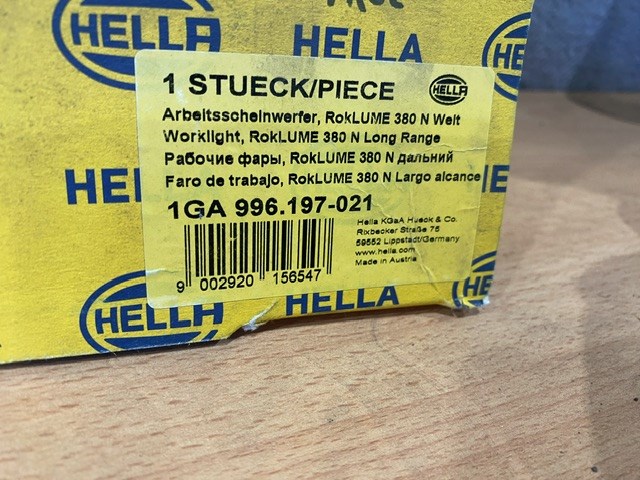 HELLA
HELLA
HE
1 STUECK/PIECE
HELLA
Arbeitsscheinwerfer, RokLUME 380 N Weit
Worklight, RokLUME 380 N Long Range
Рабочие фары, RokLUME 380 N дальний
Faro de trabajo, RokLUME 380 N Largo alcance
HE
1GA 996.197-021
Hella KGaA Hueck & Co.
Rixbecker Straße 75
59552 Lippstadt/Germany
www.hella.com
Made in Austria
9 002920 156547
HELLA
HELLA